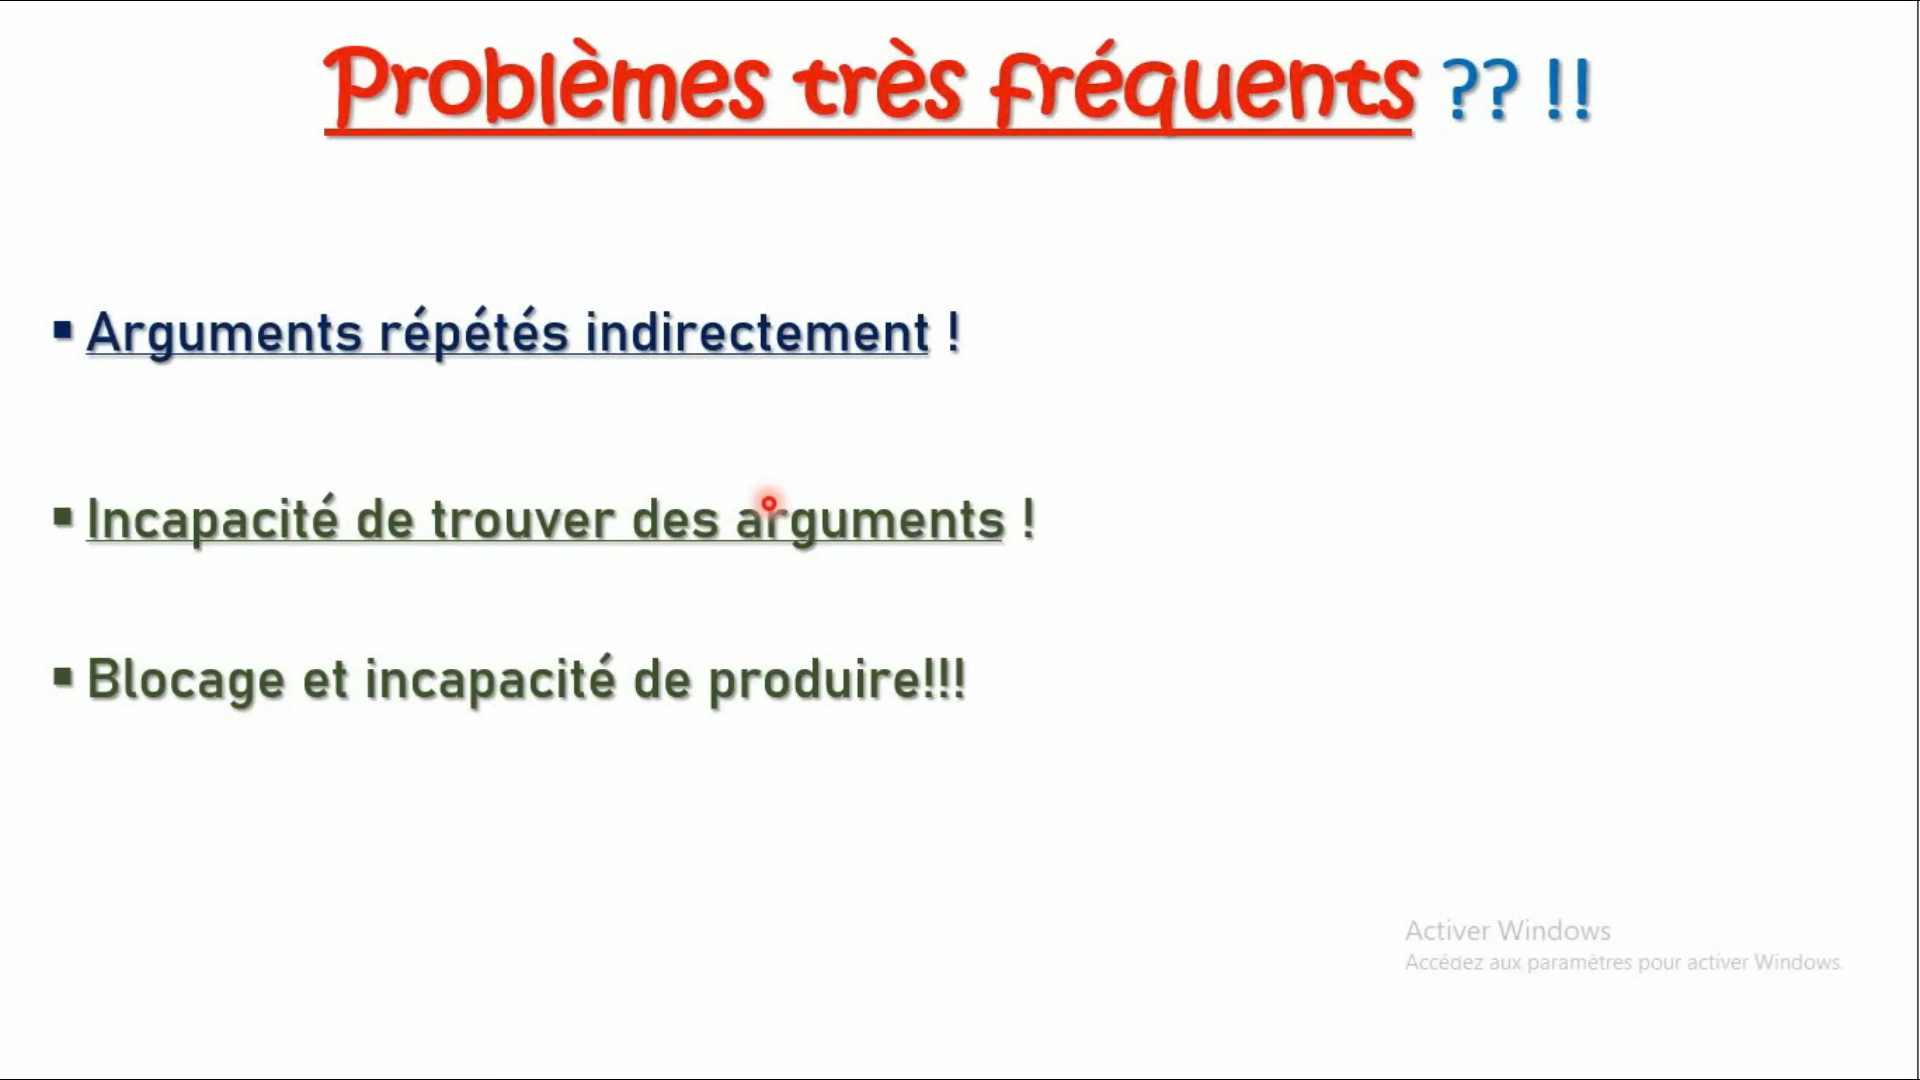 Problèmes très fréquents ?? !!
▪ Arguments répétés indirectement !
▪ Incapacité de trouver des arguments !
▪ Blocage et incapacité de produire!!!
Activer Windows
Accédez aux paramètres pour activer Windows.